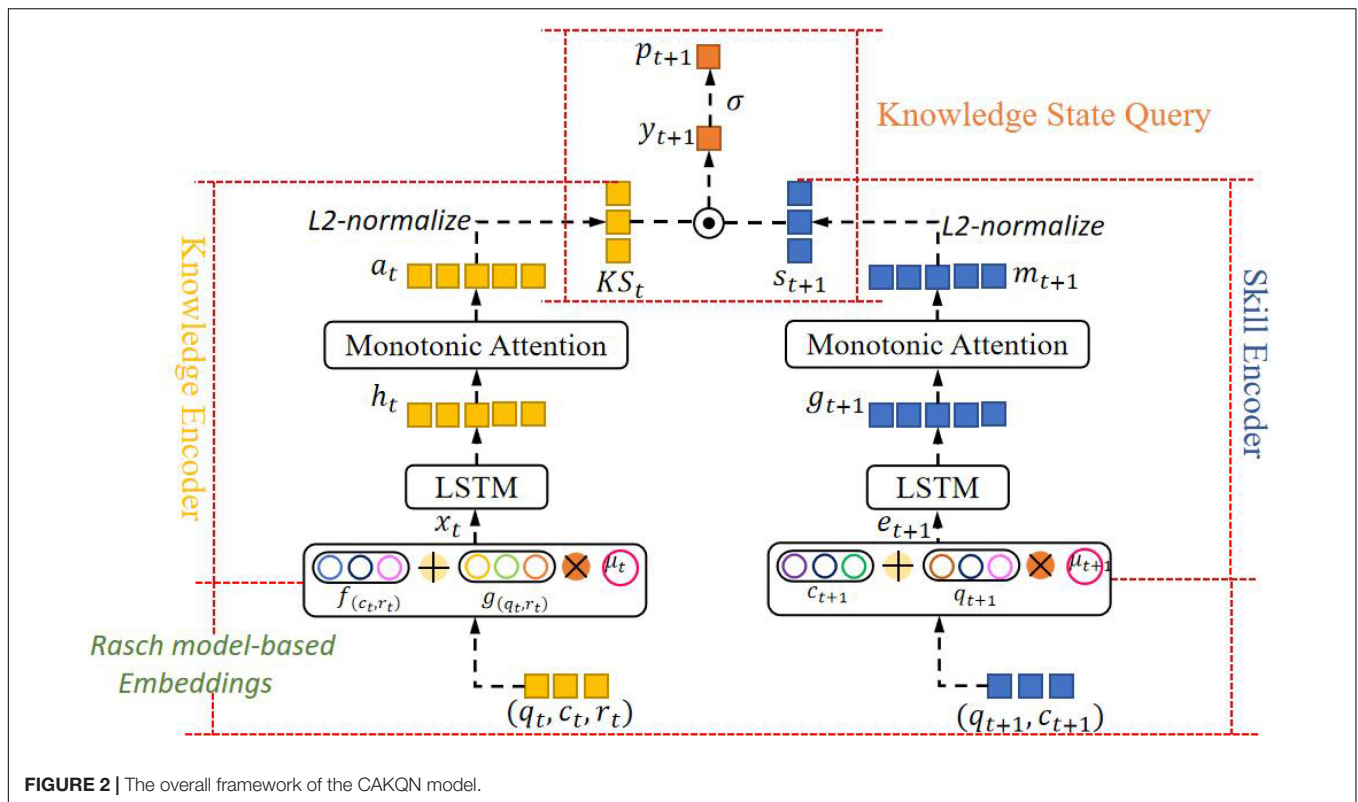 p_{t+1}
σ
Knowledge State Query
y_{t+1}
L2-normalize
L2-normalize
a_t
KS_t
s_{t+1}
m_{t+1}
Knowledge Encoder
Skill Encoder
Monotonic Attention
Monotonic Attention
h_t
g_{t+1}
LSTM
LSTM
x_t
e_{t+1}
μ_t
μ_{t+1}
f_{(c_t,r_t)}
g_{(q_t,r_t)}
c_{t+1}
q_{t+1}
Rasch model-based
Embeddings
(q_t, c_t, r_t)
(q_{t+1}, c_{t+1})
FIGURE 2 | The overall framework of the CAKQN model.